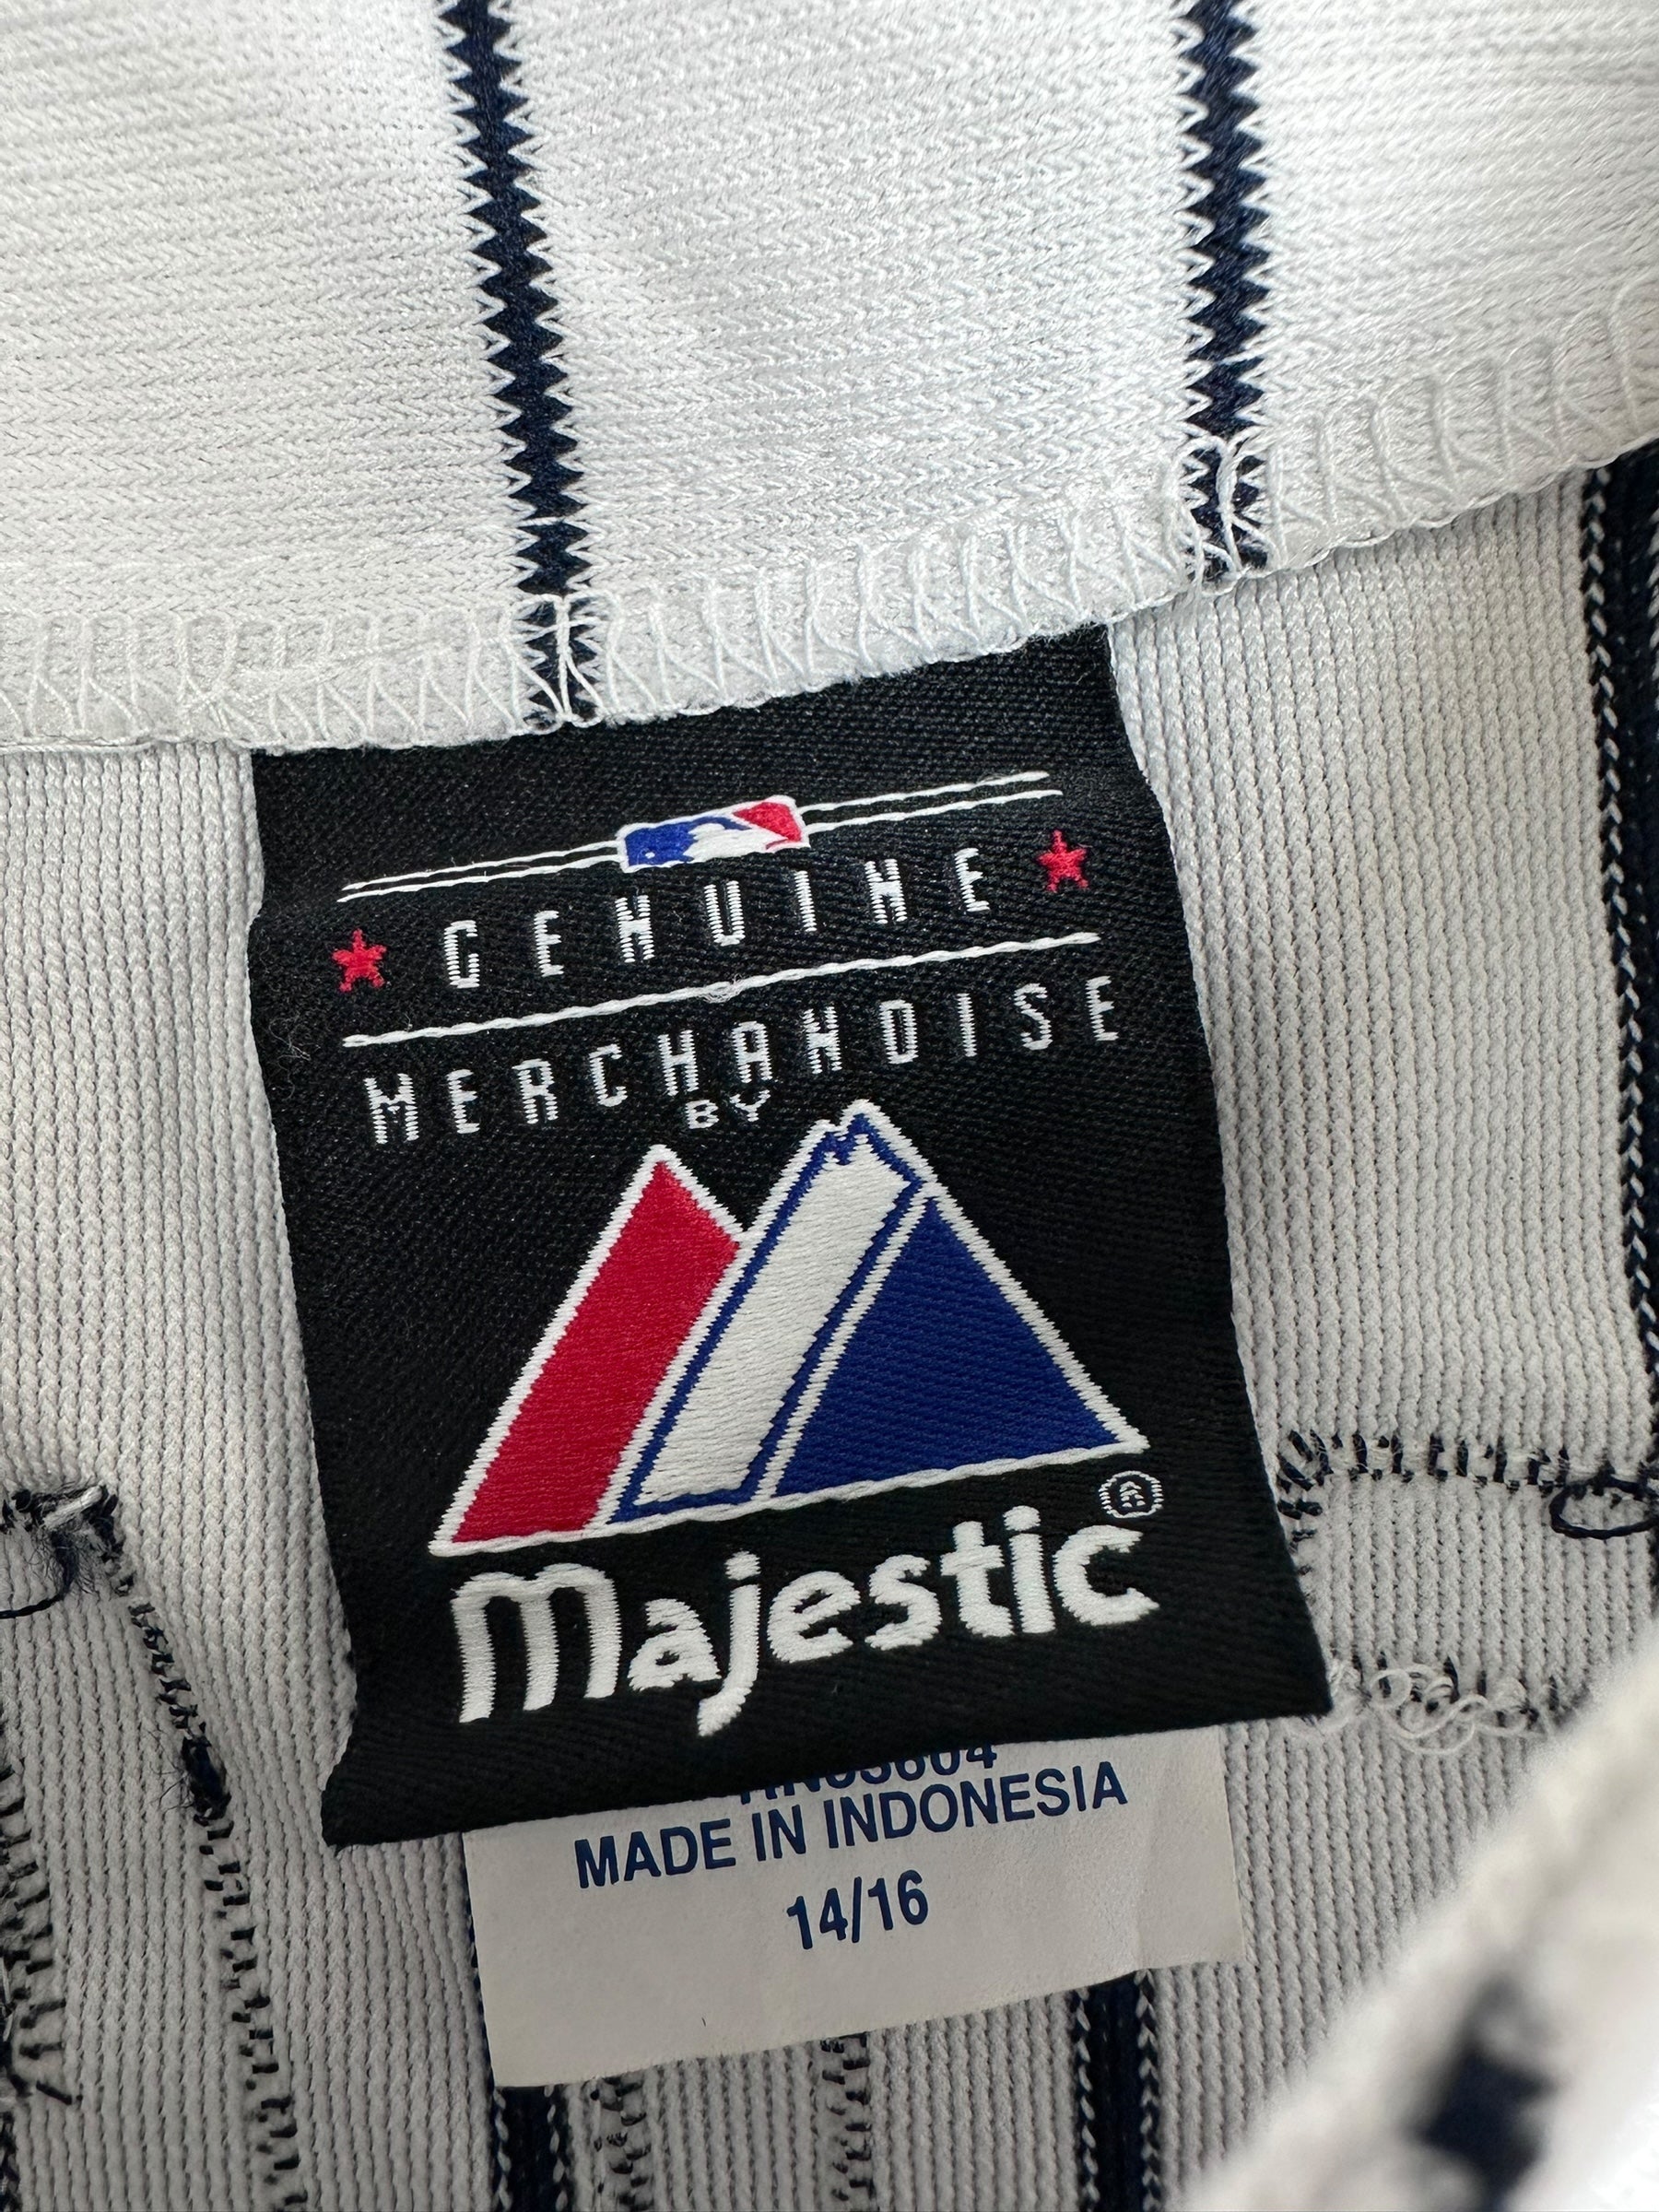 GENUINE
MERCHANDISE
BY
Majestic®
MADE IN INDONESIA
14/16